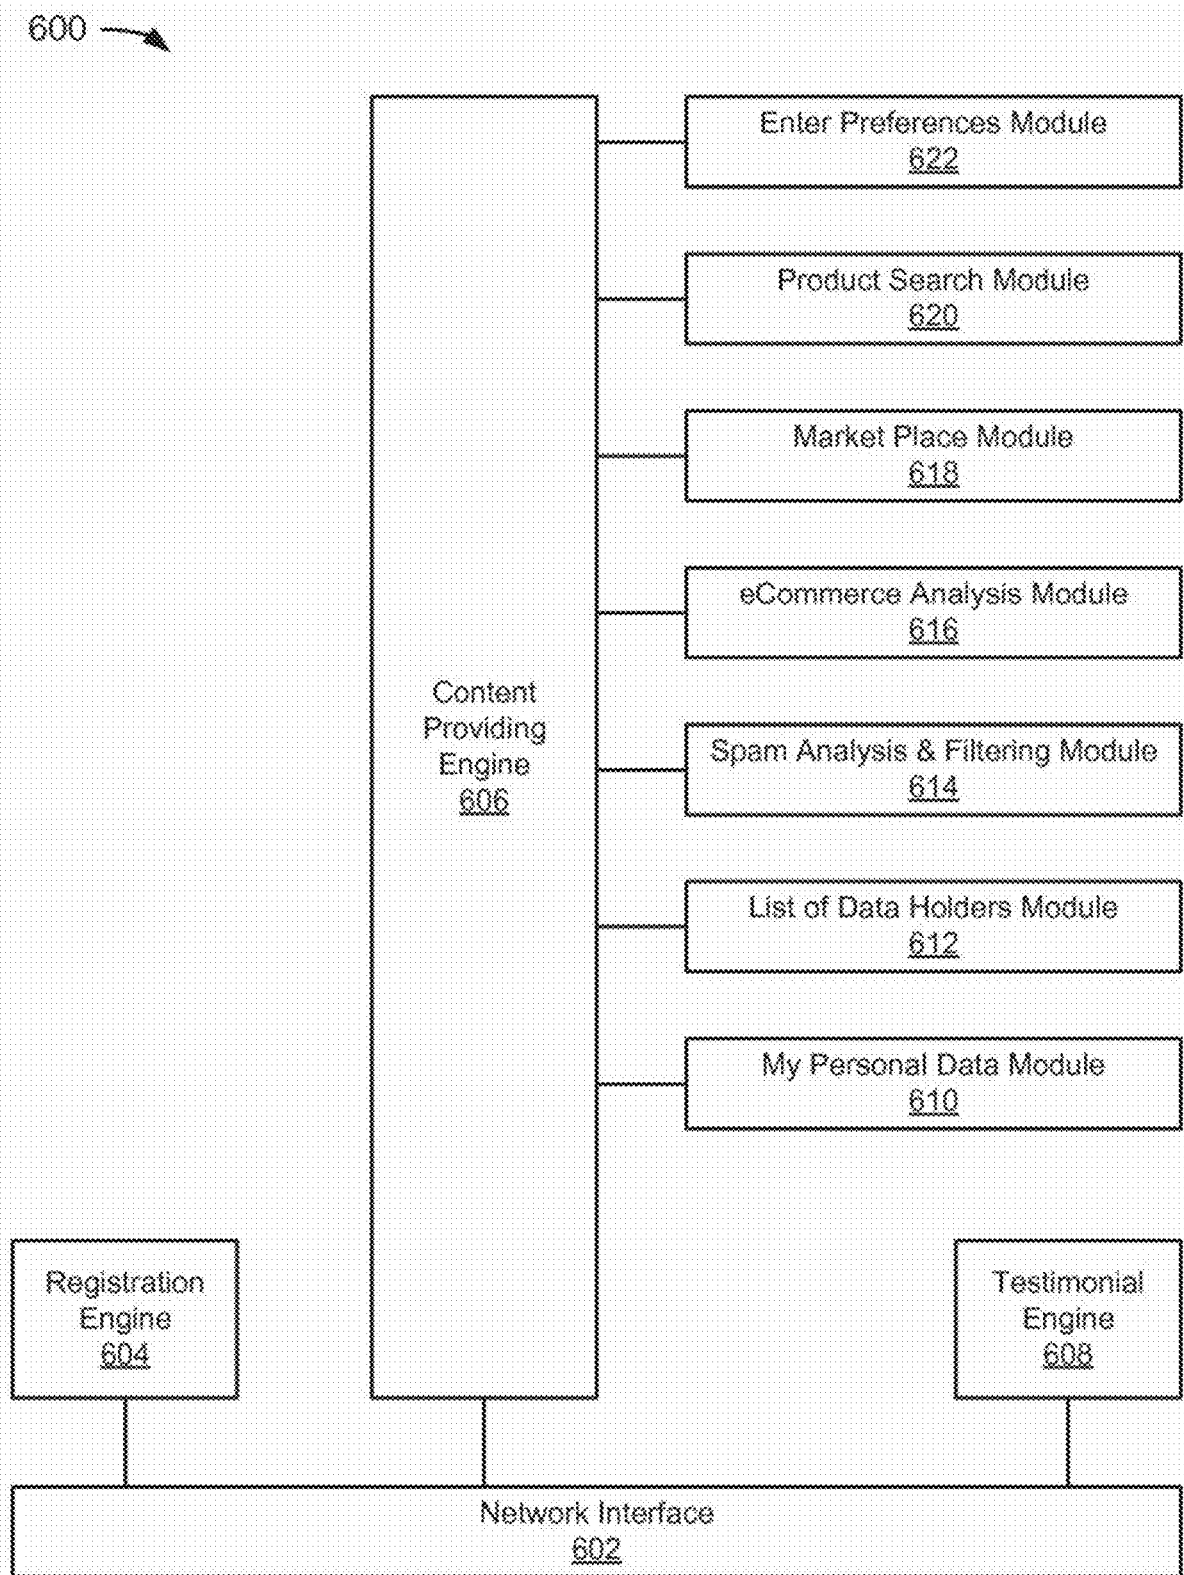 600
Enter Preferences Module
622
Product Search Module
620
Market Place Module
618
eCommerce Analysis Module
616
Content
Providing
Engine
606
Spam Analysis & Filtering Module
614
List of Data Holders Module
612
My Personal Data Module
610
Registration
Engine
604
Testimonial
Engine
608
Network Interface
602